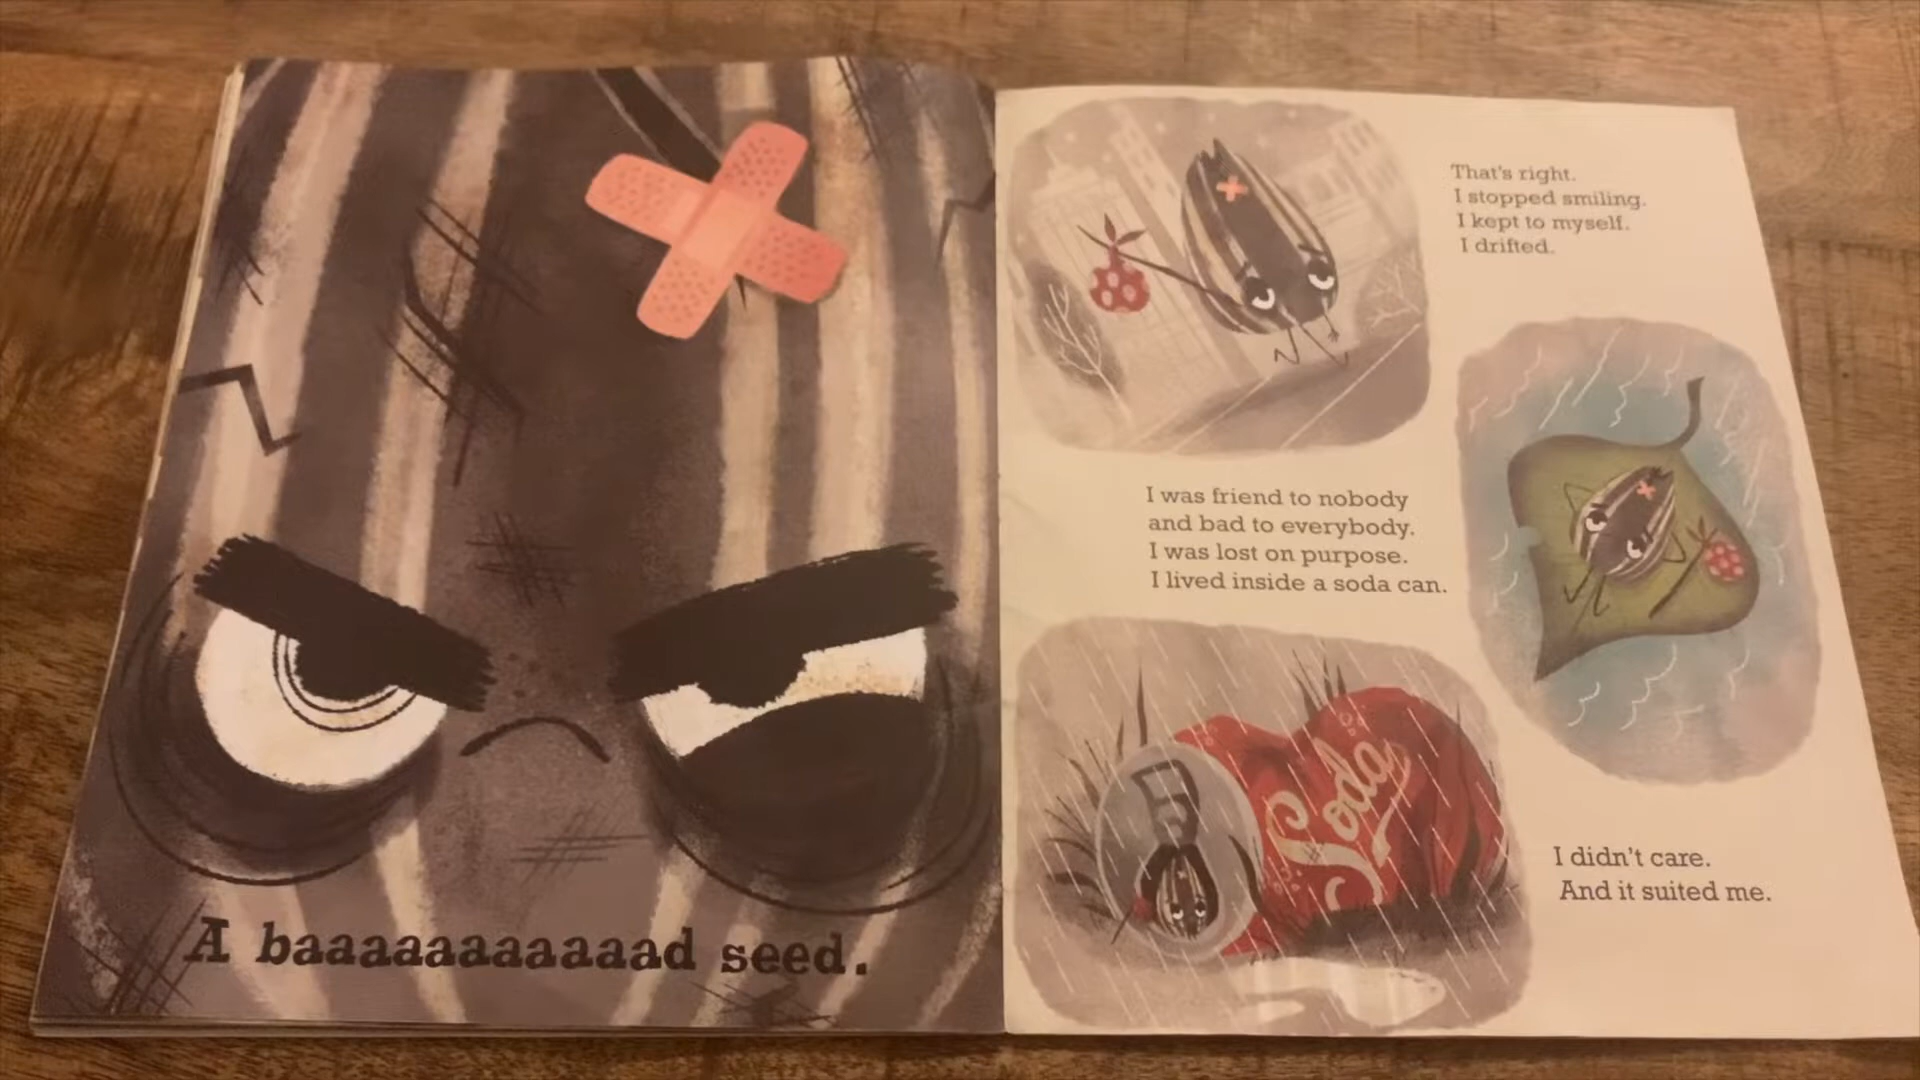 A baaaaaaaaaaaad seed.
That's right.
I stopped smiling.
I kept to myself.
I drifted.
I was friend to nobody
and bad to everybody.
I was lost on purpose.
I lived inside a soda can.
Soda
I didn't care.
And it suited me.